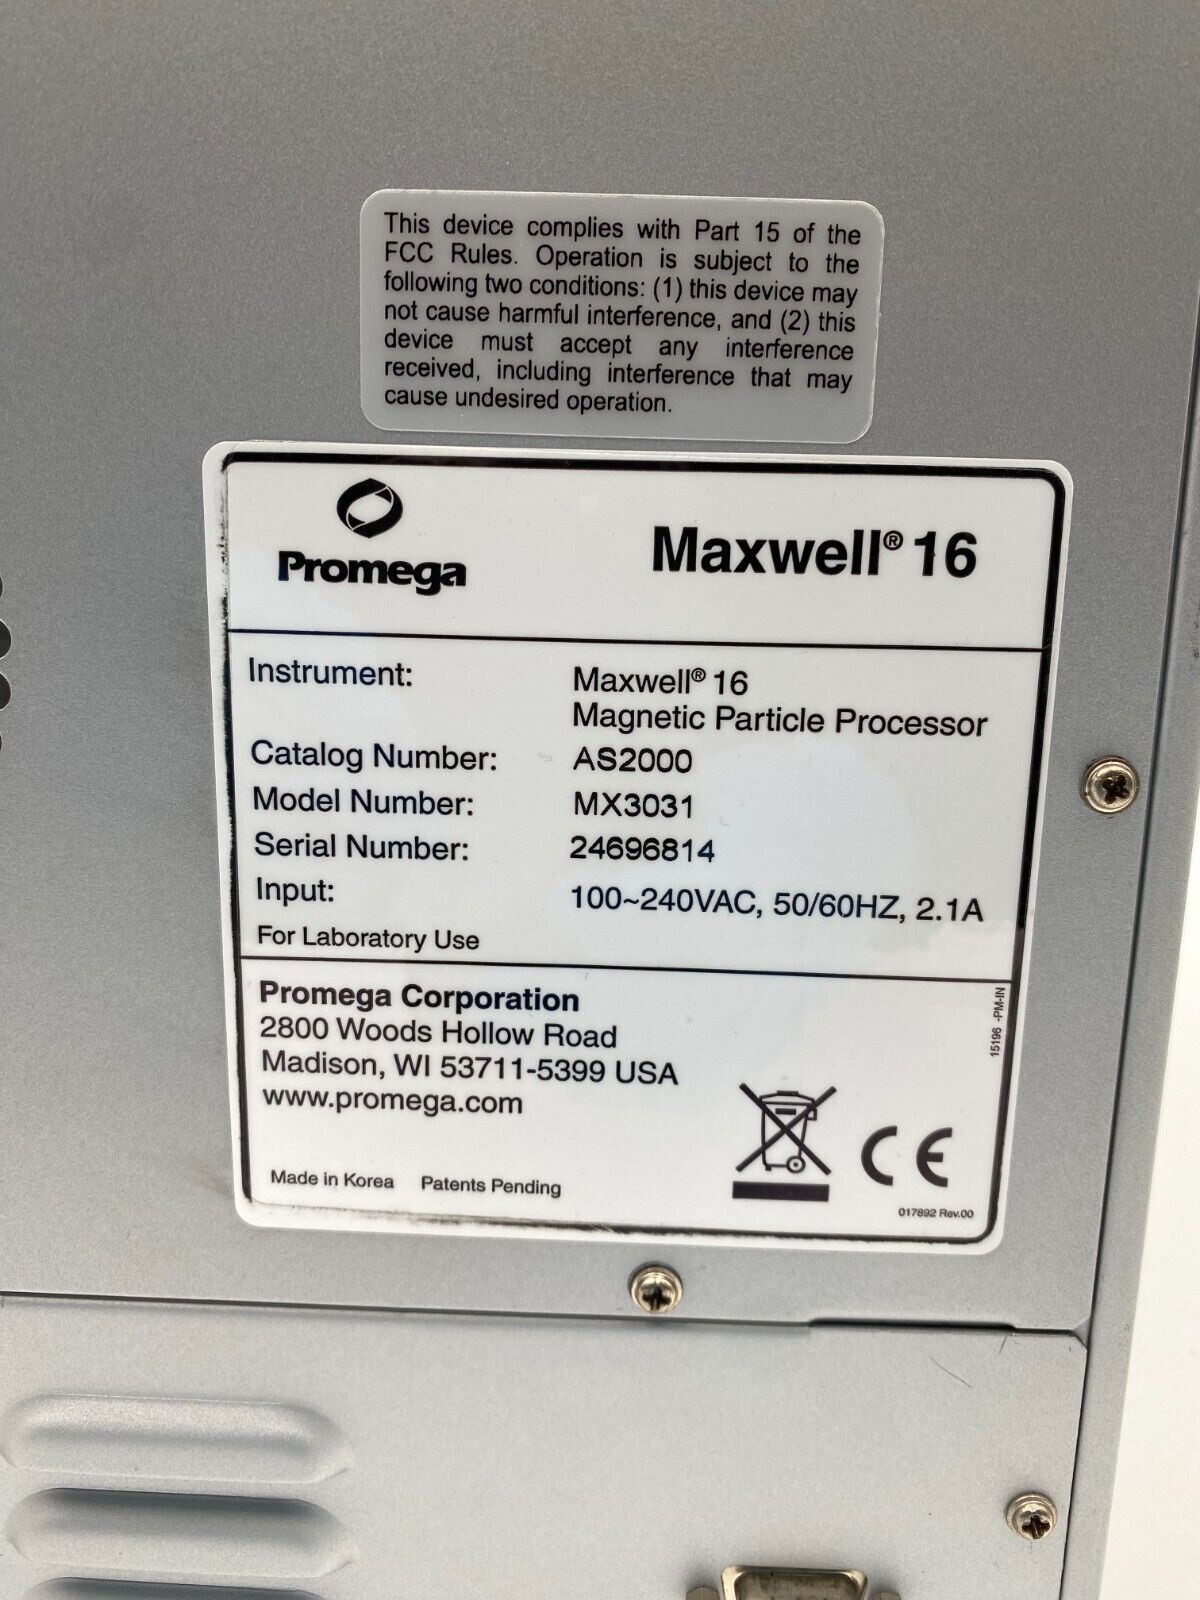 This device complies with Part 15 of the
FCC Rules. Operation is subject to the
following two conditions: (1) this device may
not cause harmful interference, and (2) this
device must accept any interference
received, including interference that may
cause undesired operation.
Promega
Maxwell® 16
Instrument: Maxwell® 16
Magnetic Particle Processor
Catalog Number: AS2000
Model Number: MX3031
Serial Number: 24696814
Input: 100~240VAC, 50/60HZ, 2.1A
For Laboratory Use
Promega Corporation
2800 Woods Hollow Road
Madison, WI 53711-5399 USA
www.promega.com
15196 -PM-IN
Made in Korea Patents Pending
CE
017892 Rev.00